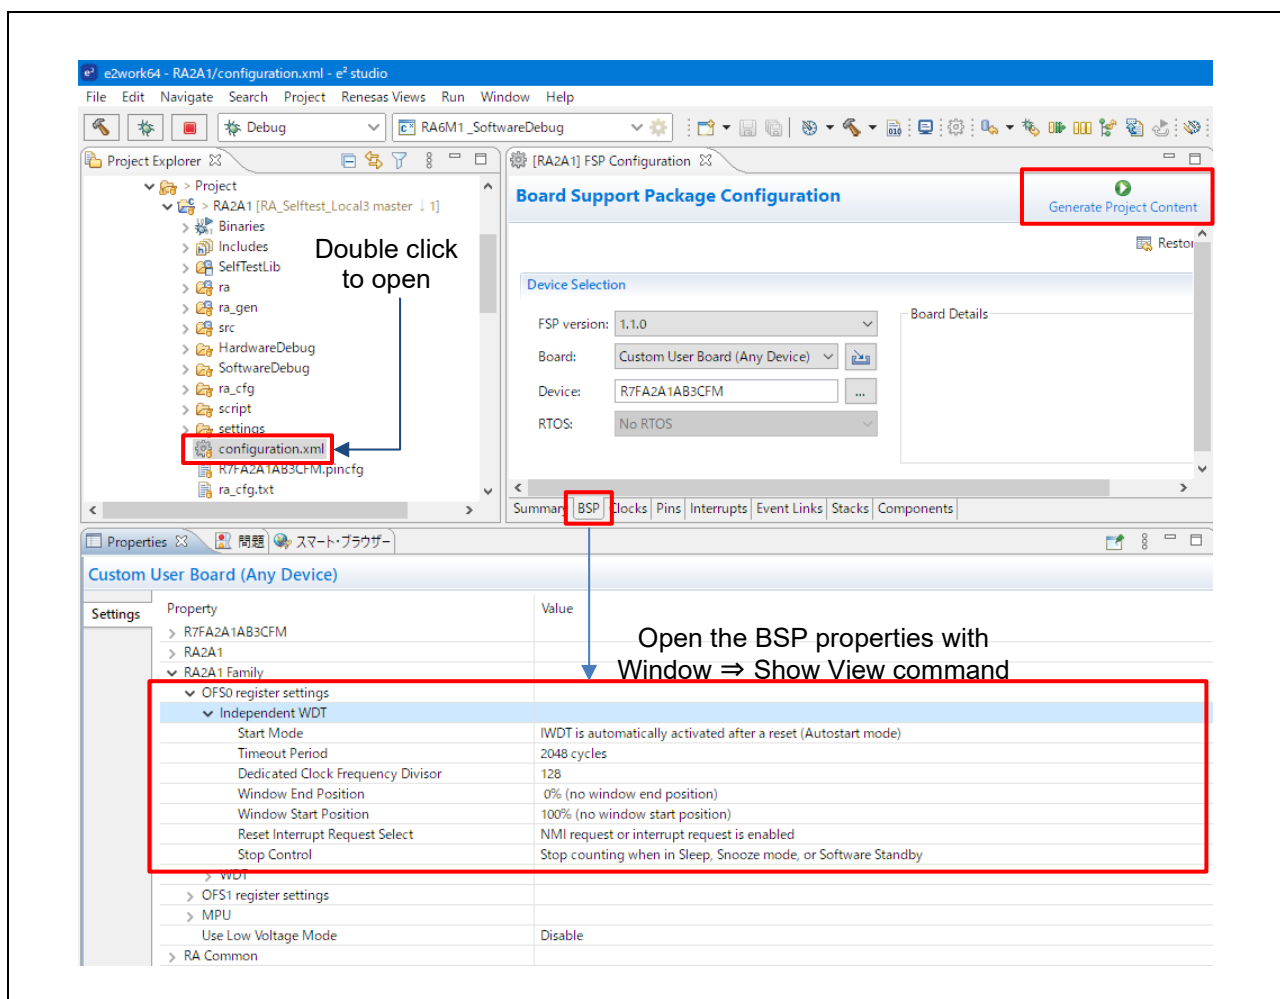 e2work64 - RA2A1/configuration.xml - e² studio
File Edit Navigate Search Project Renesas Views Run Window Help
Debug
RA6M1_SoftwareDebug
Project Explorer
[RA2A1] FSP Configuration
> Project
> RA2A1 [RA_Selftest_Local3 master ↓ 1]
Binaries
Includes
SelfTestLib
ra
ra_gen
src
HardwareDebug
SoftwareDebug
ra_cfg
script
settings
configuration.xml
R7FA2A1AB3CFM.pincfg
ra_cfg.txt
Double click
to open
Board Support Package Configuration
Generate Project Content
Restor
Device Selection
FSP version: 1.1.0
Board: Custom User Board (Any Device)
Device: R7FA2A1AB3CFM ...
RTOS: No RTOS
Board Details
Summary BSP Clocks Pins Interrupts Event Links Stacks Components
Properties 問題 スマート・ブラウザー
Custom User Board (Any Device)
Settings
Property Value
R7FA2A1AB3CFM
RA2A1
RA2A1 Family
Open the BSP properties with
Window ⇒ Show View command
OFS0 register settings
Independent WDT
Start Mode IWDT is automatically activated after a reset (Autostart mode)
Timeout Period 2048 cycles
Dedicated Clock Frequency Divisor 128
Window End Position 0% (no window end position)
Window Start Position 100% (no window start position)
Reset Interrupt Request Select NMI request or interrupt request is enabled
Stop Control Stop counting when in Sleep, Snooze mode, or Software Standby
WDT
OFS1 register settings
MPU
Use Low Voltage Mode Disable
RA Common